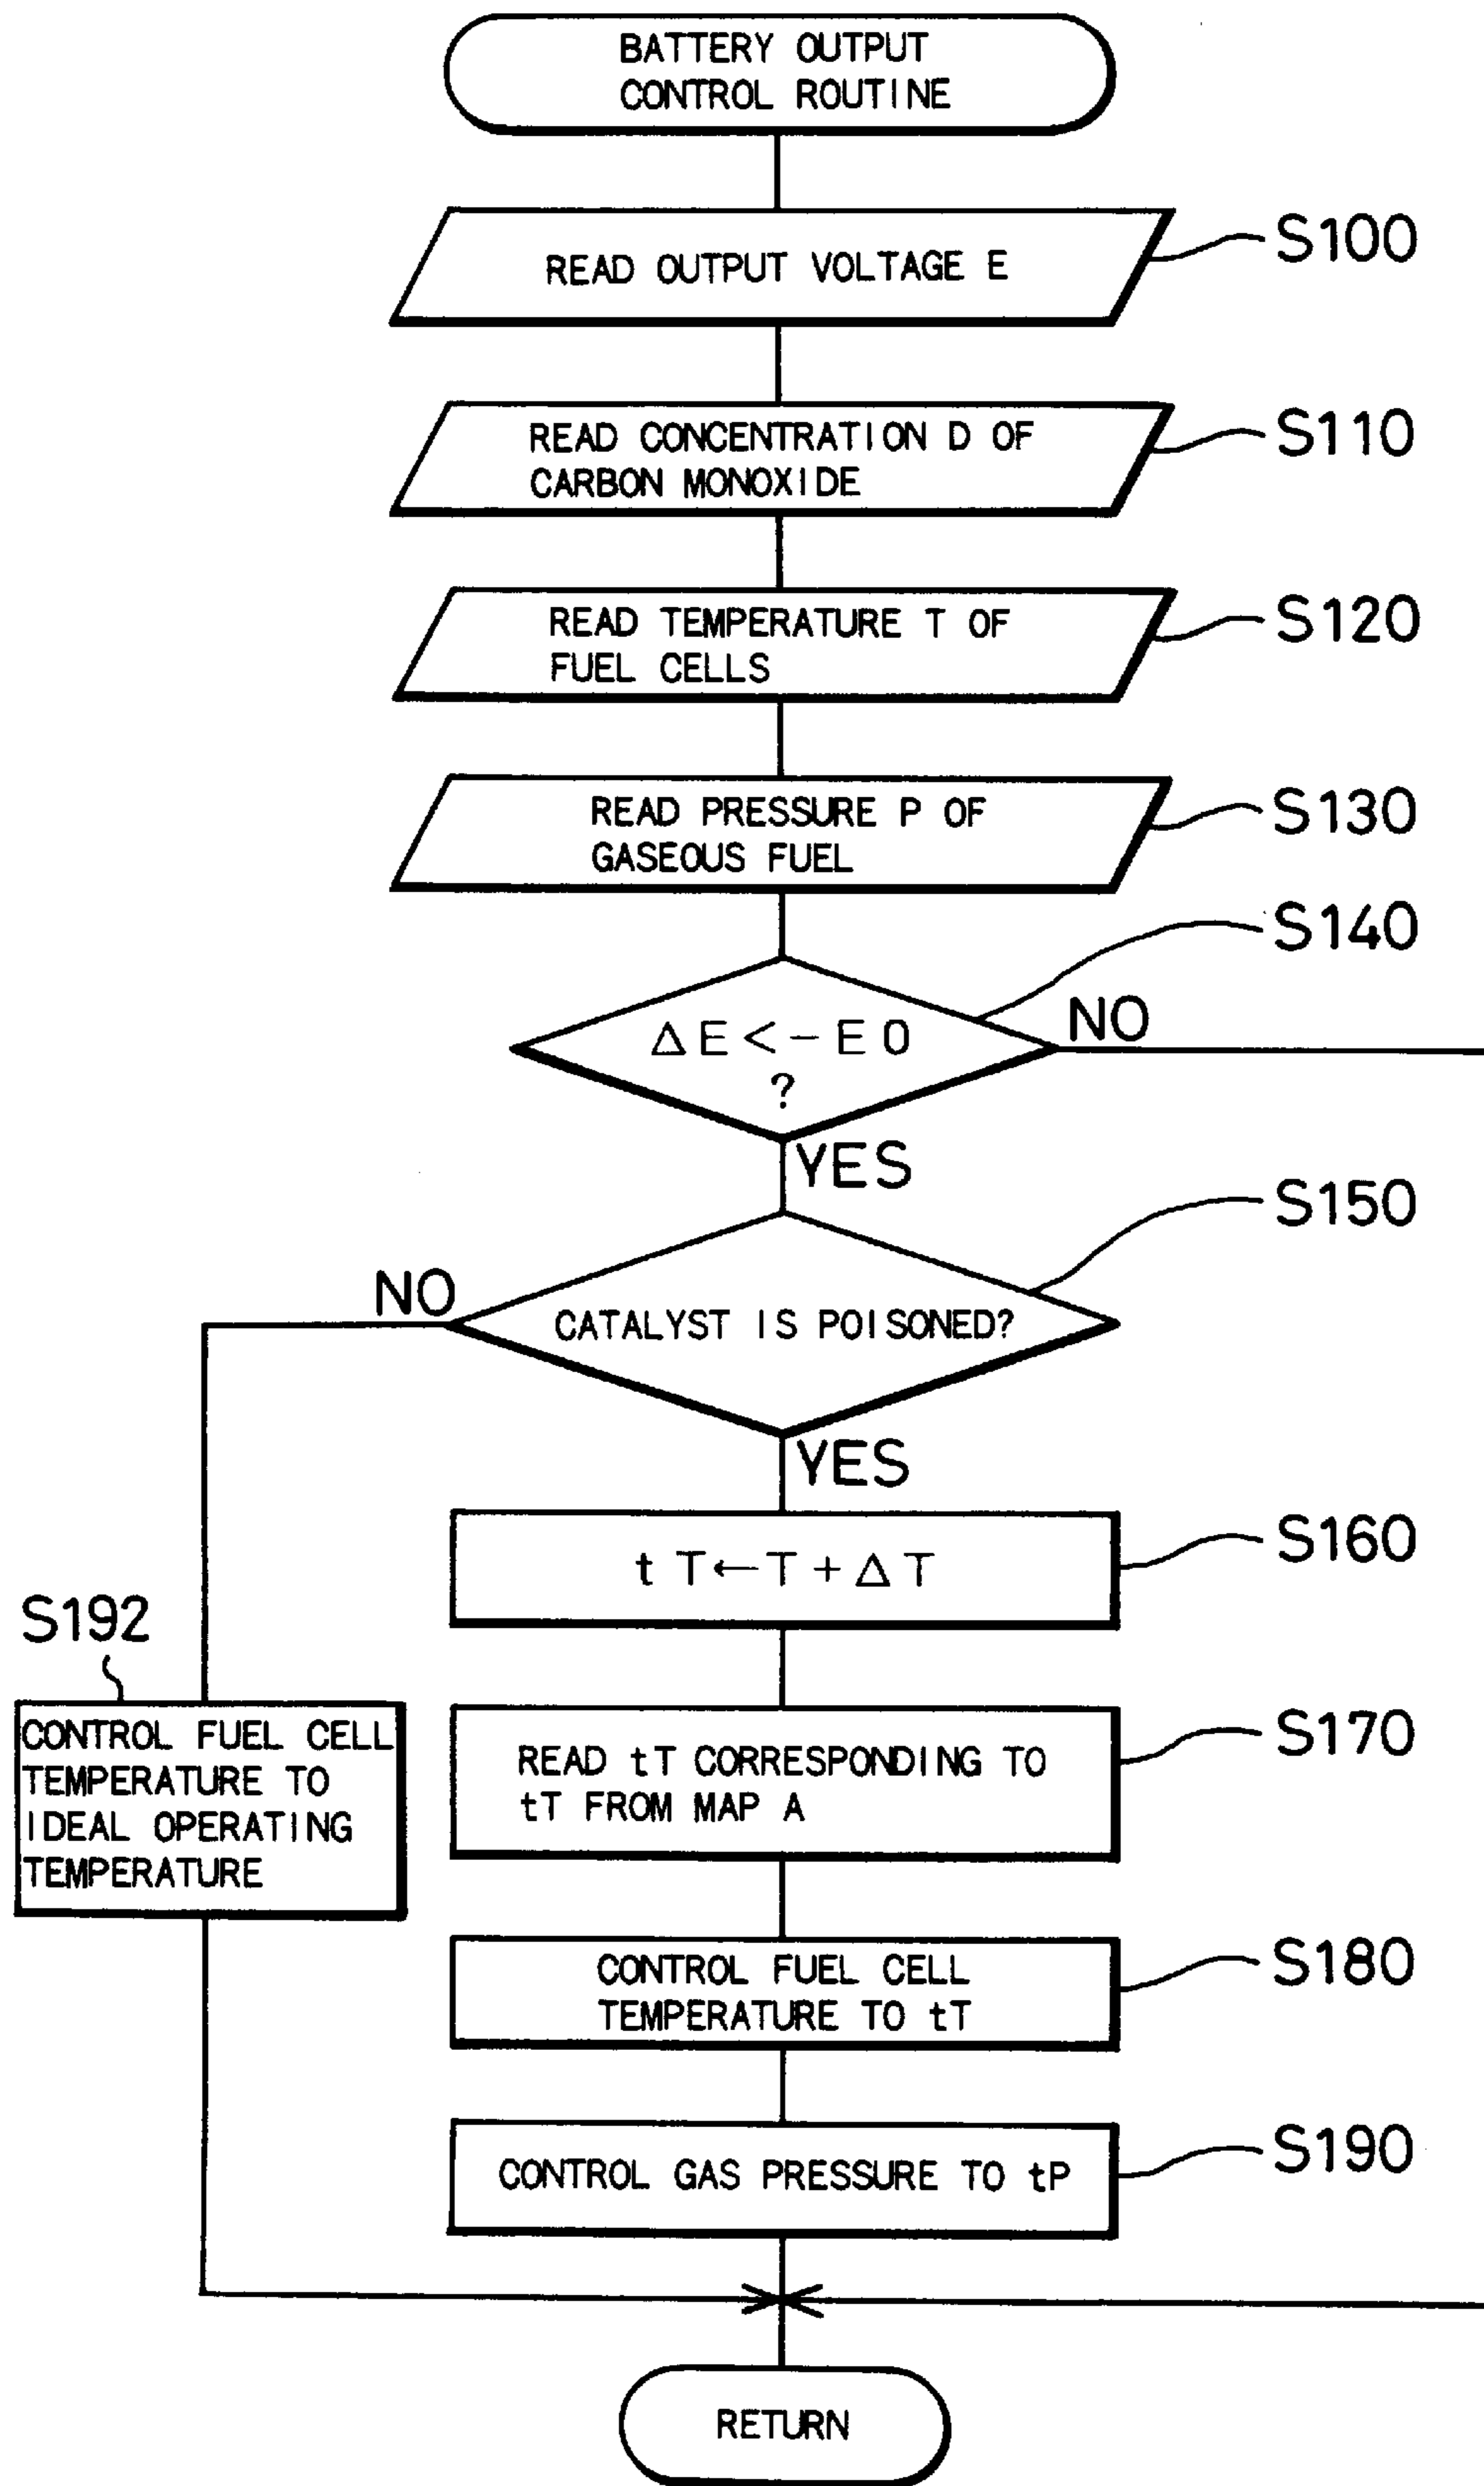 BATTERY OUTPUT
CONTROL ROUTINE
READ OUTPUT VOLTAGE E
S100
READ CONCENTRATION D OF
CARBON MONOXIDE
S110
READ TEMPERATURE T OF
FUEL CELLS
S120
READ PRESSURE P OF
GASEOUS FUEL
S130
S140
ΔE<-E0
?
NO
YES
S150
NO
CATALYST IS POISONED?
YES
tT←T+ΔT
S160
S192
CONTROL FUEL CELL
TEMPERATURE TO
IDEAL OPERATING
TEMPERATURE
READ tT CORRESPONDING TO
tT FROM MAP A
S170
CONTROL FUEL CELL
TEMPERATURE TO tT
S180
CONTROL GAS PRESSURE TO tP
S190
RETURN